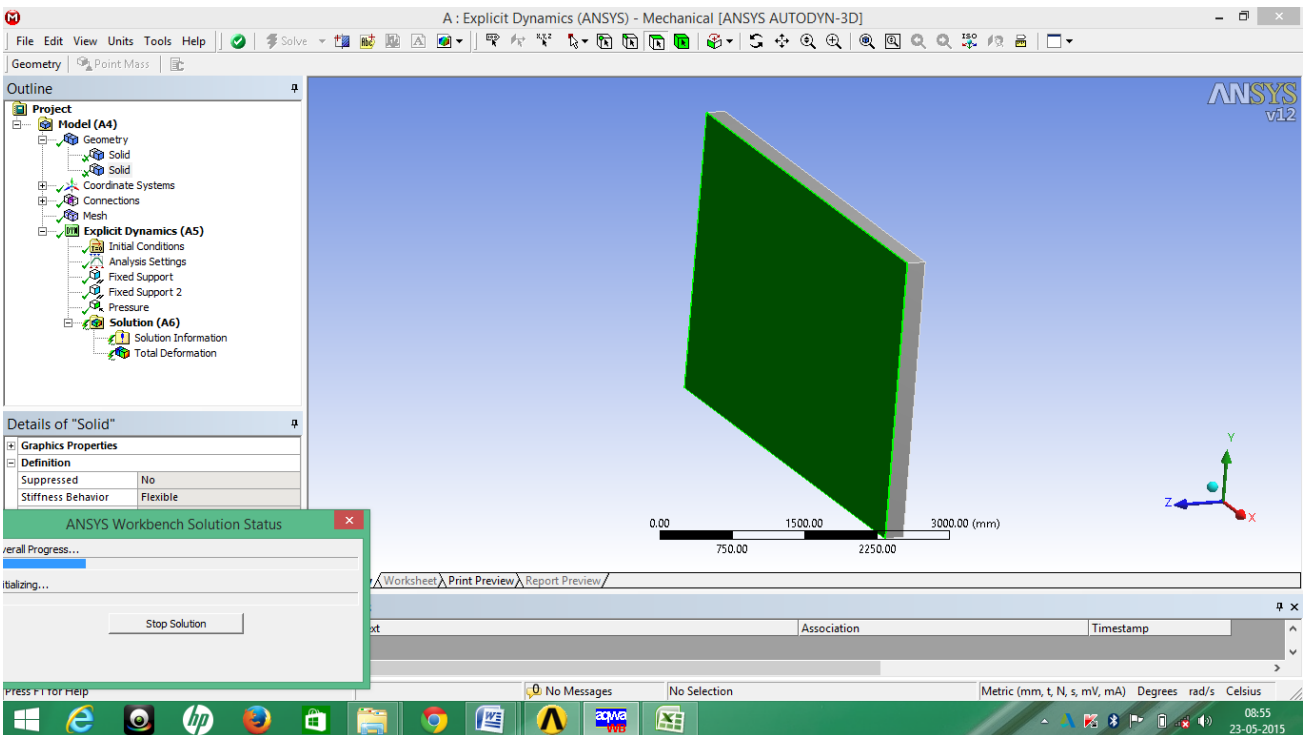 A : Explicit Dynamics (ANSYS) - Mechanical [ANSYS AUTODYN-3D]
File Edit View Units Tools Help Solve
Geometry Point Mass
Outline
Project
Model (A4)
Geometry
Solid
Solid
Coordinate Systems
Connections
Mesh
Explicit Dynamics (A5)
Initial Conditions
Analysis Settings
Fixed Support
Fixed Support 2
Pressure
Solution (A6)
Solution Information
Total Deformation
ANSYS
v12
Details of "Solid"
Graphics Properties
Definition
Suppressed No
Stiffness Behavior Flexible
ANSYS Workbench Solution Status
verall Progress...
itializing...
Stop Solution
0.00 1500.00 3000.00 (mm)
750.00 2250.00
Y
Z
X
Worksheet Print Preview Report Preview
ext Association Timestamp
Press F1 for Help 0 No Messages No Selection Metric (mm, t, N, s, mV, mA) Degrees rad/s Celsius
hp
aqwa
WB
08:55
23-05-2015